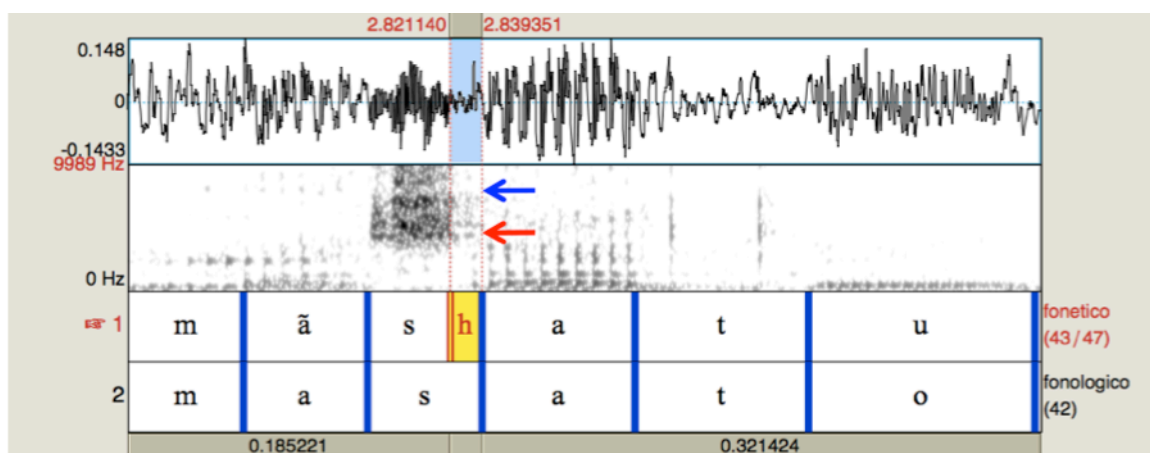 2.821140 2.839351
0.148
0
-0.1433
9989 Hz
0 Hz
☞ 1 m ã s h a t u fonetico (43/47)
2 m a s a t o fonologico (42)
0.185221 0.321424